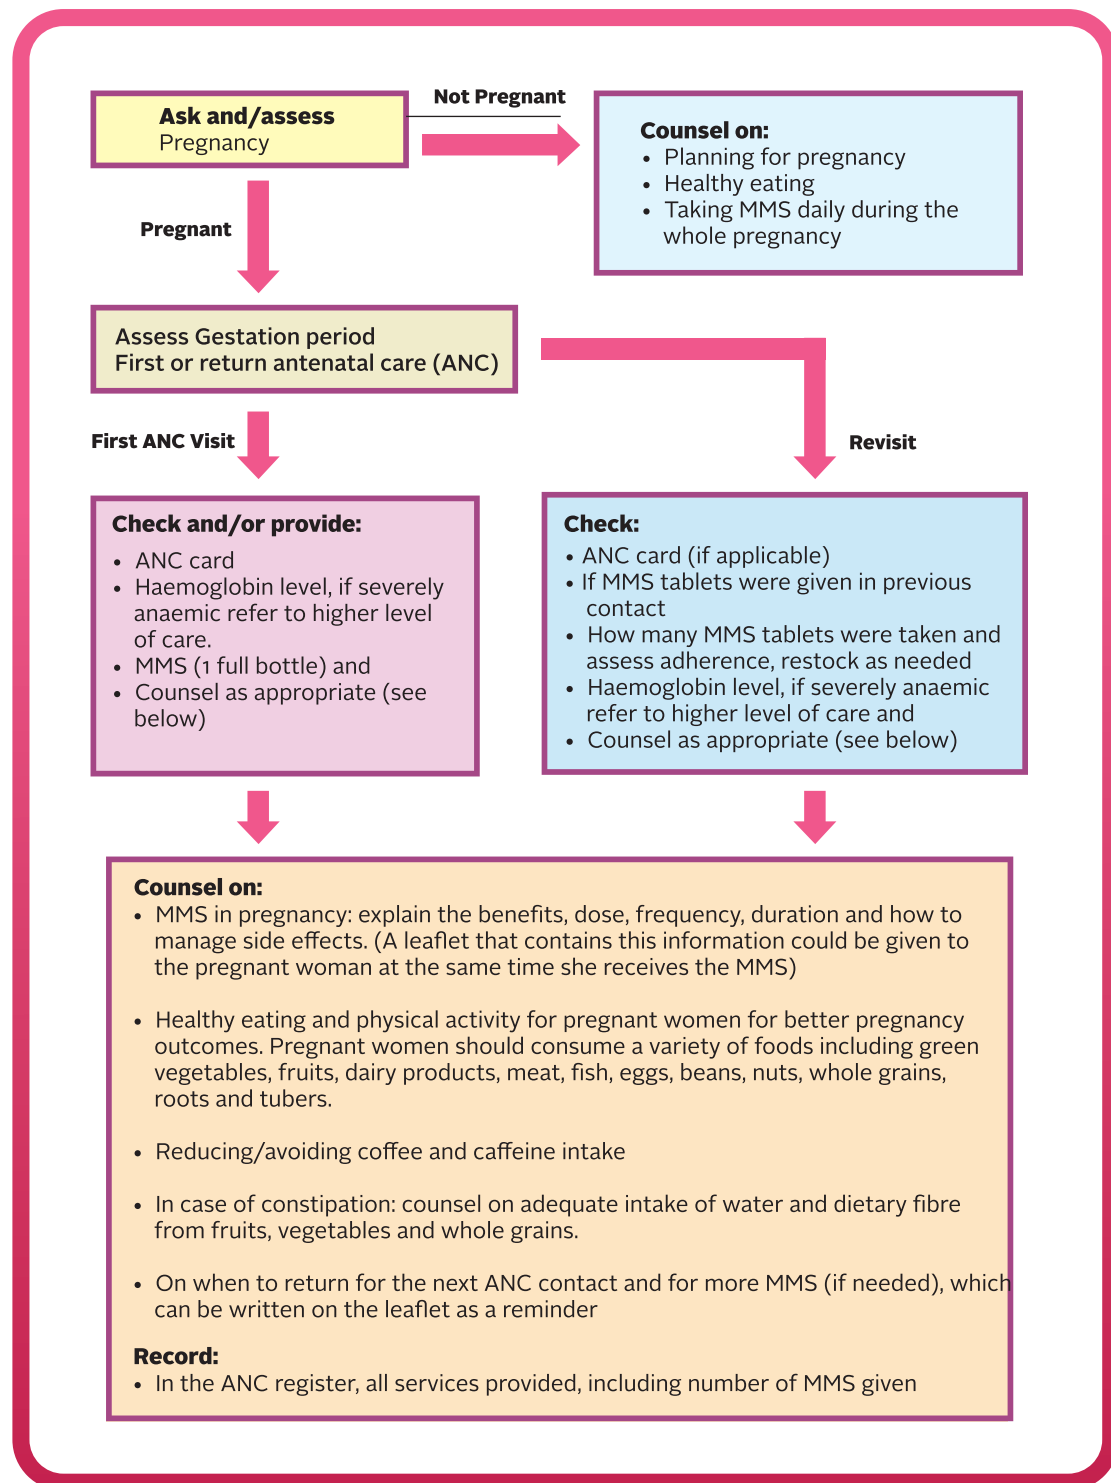 Ask and/assess
Pregnancy
Not Pregnant
Counsel on:
• Planning for pregnancy
• Healthy eating
• Taking MMS daily during the
whole pregnancy
Pregnant
Assess Gestation period
First or return antenatal care (ANC)
First ANC Visit
Revisit
Check and/or provide:
• ANC card
• Haemoglobin level, if severely
anaemic refer to higher level
of care.
• MMS (1 full bottle) and
• Counsel as appropriate (see
below)
Check:
• ANC card (if applicable)
• If MMS tablets were given in previous
contact
• How many MMS tablets were taken and
assess adherence, restock as needed
• Haemoglobin level, if severely anaemic
refer to higher level of care and
• Counsel as appropriate (see below)
Counsel on:
• MMS in pregnancy: explain the benefits, dose, frequency, duration and how to
manage side effects. (A leaflet that contains this information could be given to
the pregnant woman at the same time she receives the MMS)
• Healthy eating and physical activity for pregnant women for better pregnancy
outcomes. Pregnant women should consume a variety of foods including green
vegetables, fruits, dairy products, meat, fish, eggs, beans, nuts, whole grains,
roots and tubers.
• Reducing/avoiding coffee and caffeine intake
• In case of constipation: counsel on adequate intake of water and dietary fibre
from fruits, vegetables and whole grains.
• On when to return for the next ANC contact and for more MMS (if needed), which
can be written on the leaflet as a reminder
Record:
• In the ANC register, all services provided, including number of MMS given